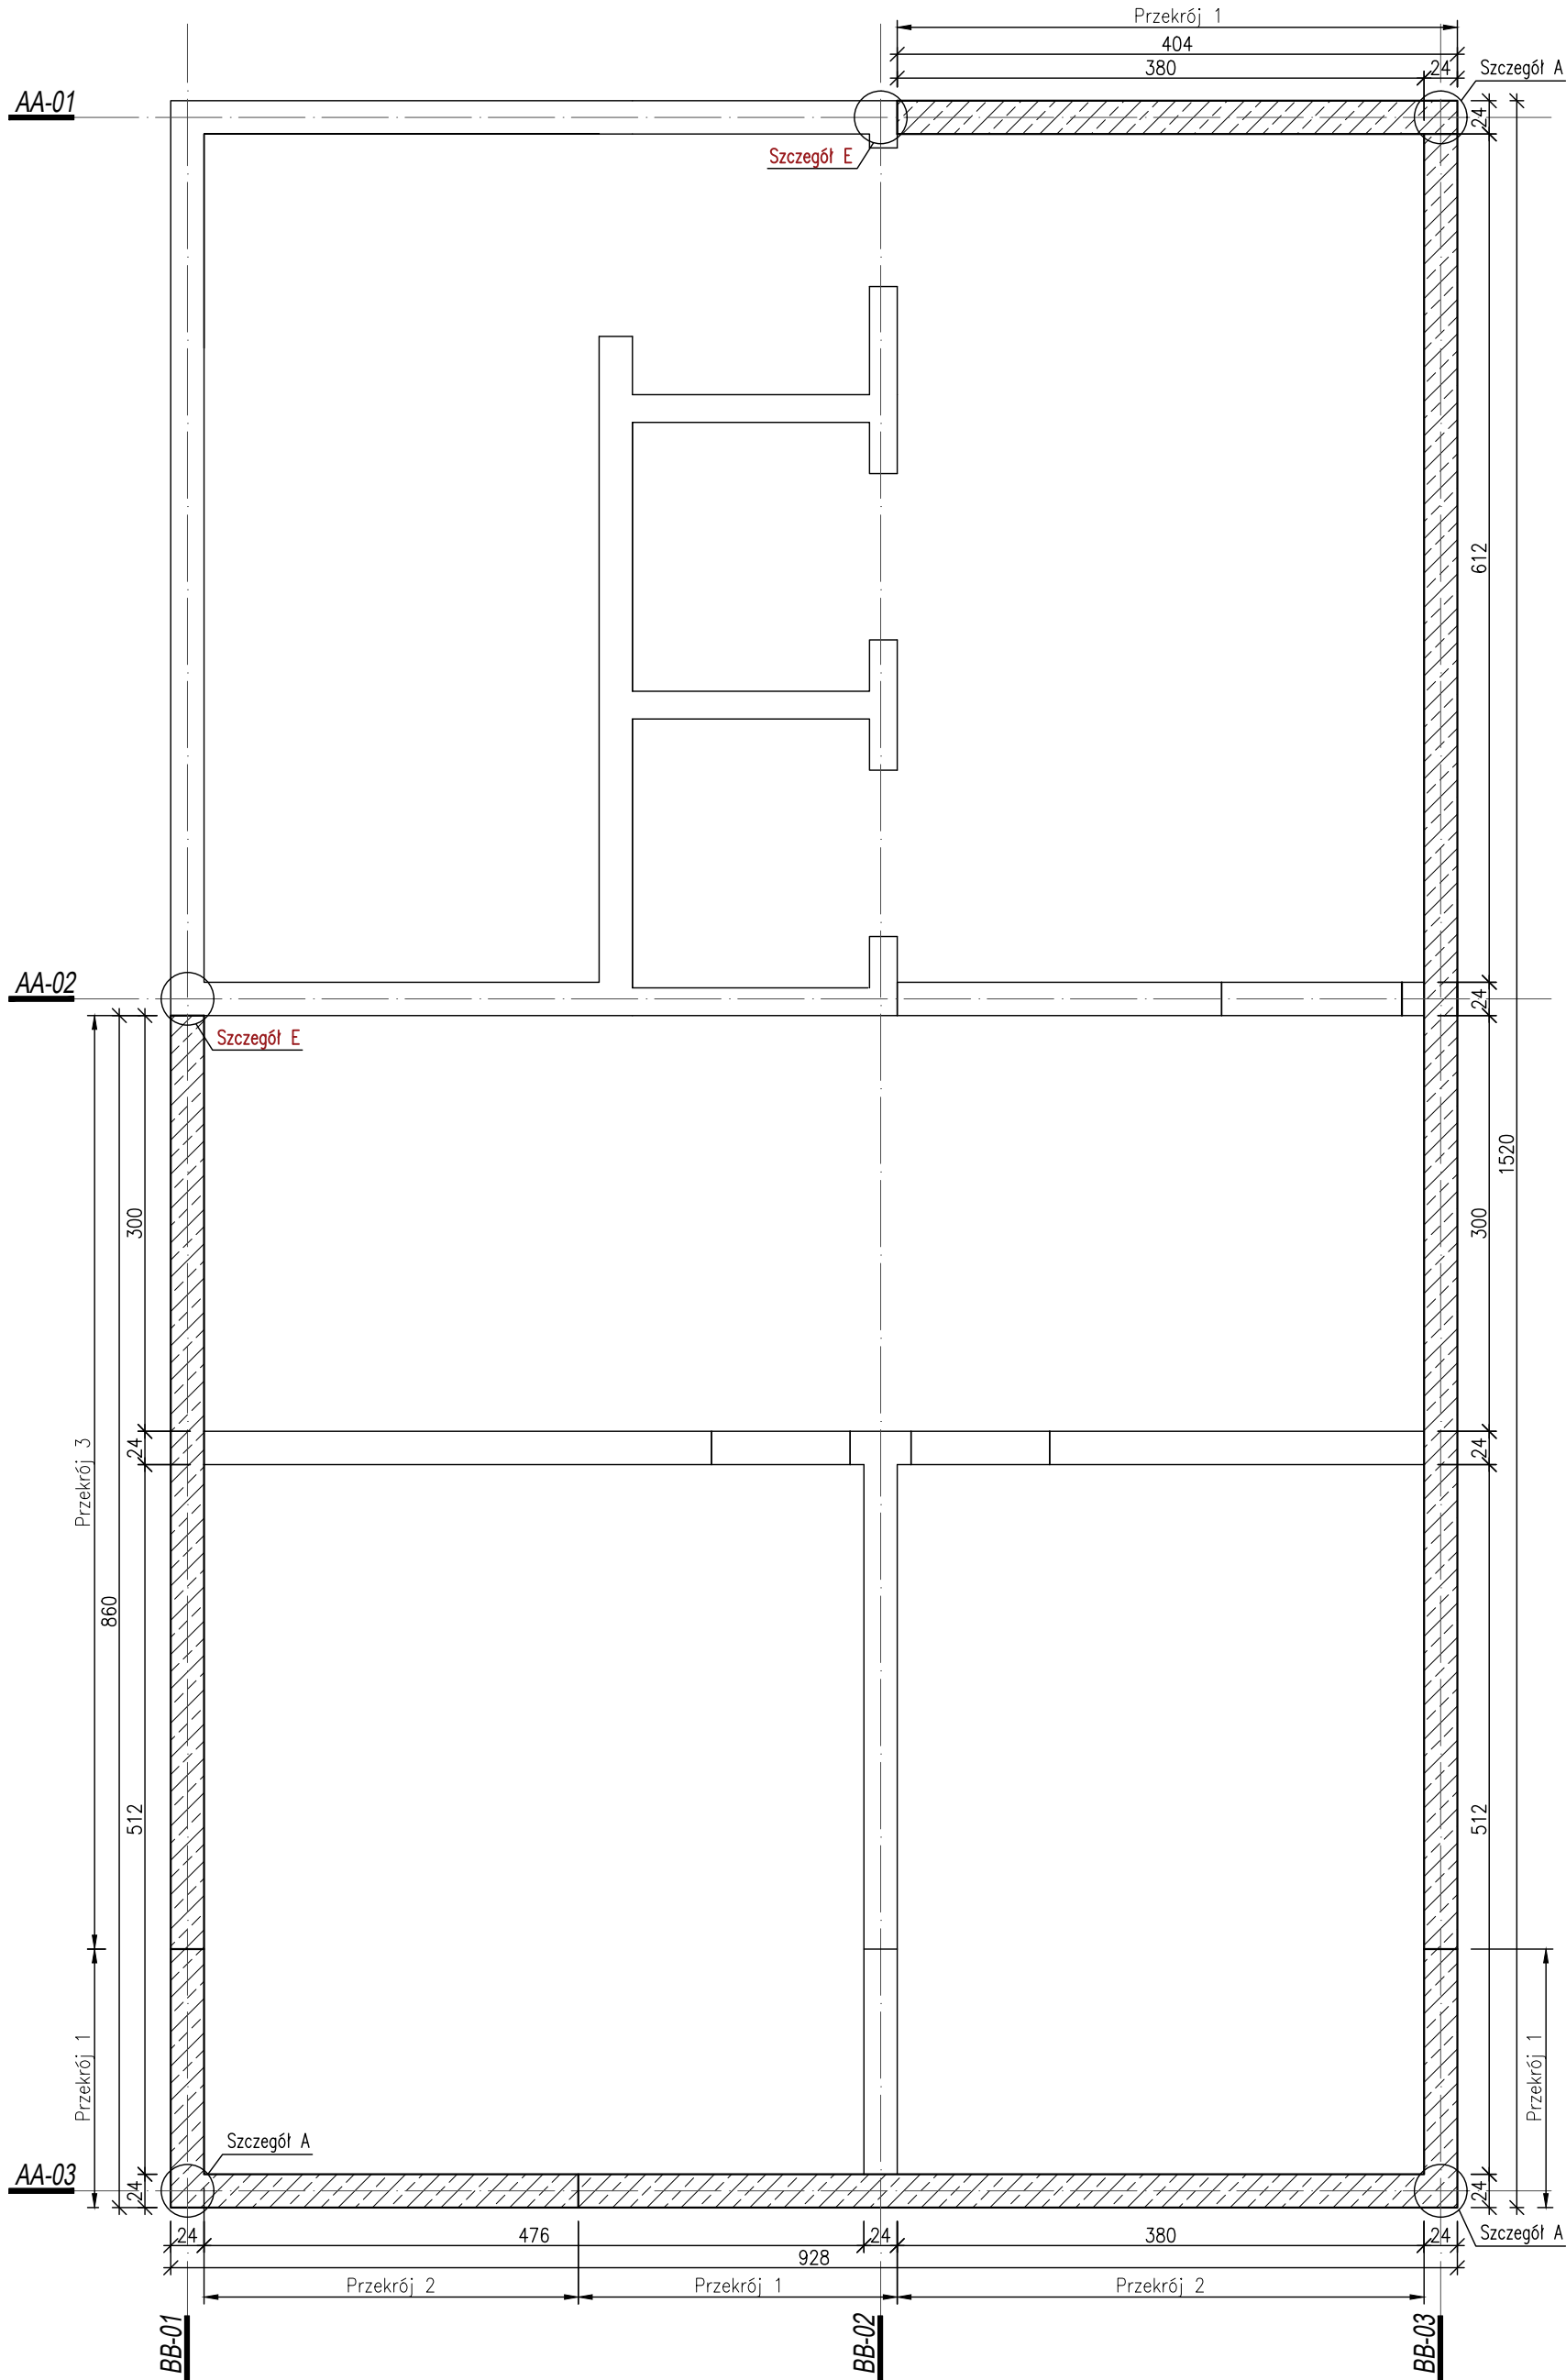 Przekrój 1
404
380
24
Szczegół A
AA-01
24
Szczegół E
612
AA-02
24
Szczegół E
300
1520
300
24
24
Przekrój 3
860
512
512
Przekrój 1
Przekrój 1
Szczegół A
AA-03
24
24
24
476
24
380
24
Szczegół A
928
Przekrój 2
Przekrój 1
Przekrój 2
BB-01
BB-02
BB-03